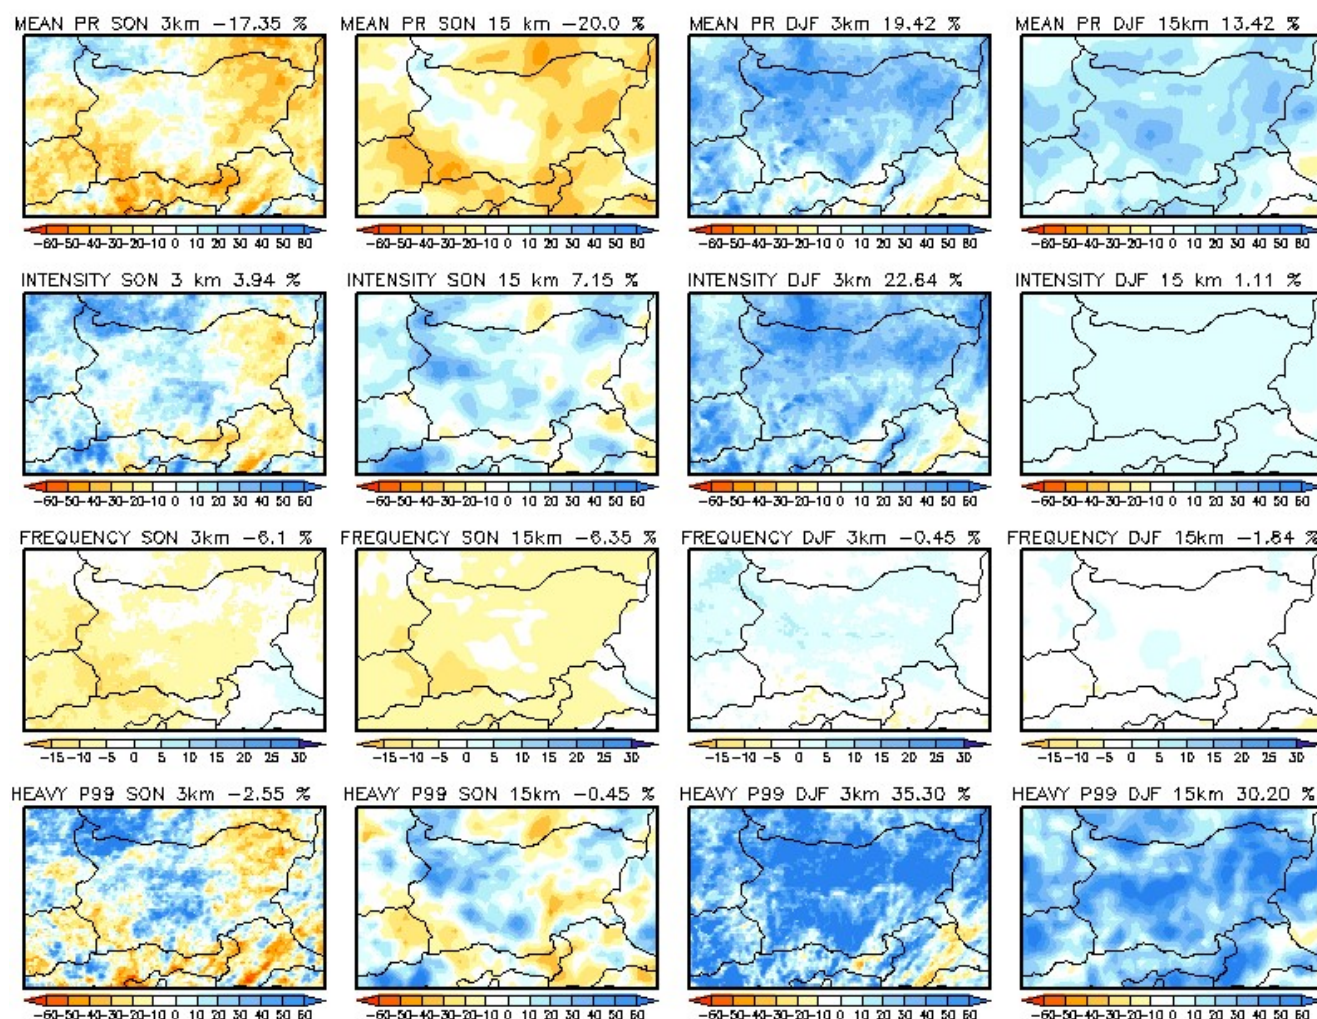 MEAN PR SON 3km -17.35 %
MEAN PR SON 15 km -20.0 %
MEAN PR DJF 3km 19.42 %
MEAN PR DJF 15km 13.42 %
-60-50-40-30-20-10 0 10 20 30 40 50 60
-60-50-40-30-20-10 0 10 20 30 40 50 60
-60-50-40-30-20-10 0 10 20 30 40 50 60
-60-50-40-30-20-10 0 10 20 30 40 50 60
INTENSITY SON 3 km 3.94 %
INTENSITY SON 15 km 7.15 %
INTENSITY DJF 3km 22.64 %
INTENSITY DJF 15 km 1.11 %
-60-50-40-30-20-10 0 10 20 30 40 50 60
-60-50-40-30-20-10 0 10 20 30 40 50 60
-60-50-40-30-20-10 0 10 20 30 40 50 60
-60-50-40-30-20-10 0 10 20 30 40 50 60
FREQUENCY SON 3km -6.1 %
FREQUENCY SON 15km -6.35 %
FREQUENCY DJF 3km -0.45 %
FREQUENCY DJF 15km -1.84 %
-15-10 -5 0 5 10 15 20 25 30
-15-10 -5 0 5 10 15 20 25 30
-15-10 -5 0 5 10 15 20 25 30
-15-10 -5 0 5 10 15 20 25 30
HEAVY P99 SON 3km -2.55 %
HEAVY P99 SON 15km -0.45 %
HEAVY P99 DJF 3km 35.30 %
HEAVY P99 DJF 15km 30.20 %
-60-50-40-30-20-10 0 10 20 30 40 50 60
-60-50-40-30-20-10 0 10 20 30 40 50 60
-60-50-40-30-20-10 0 10 20 30 40 50 60
-60-50-40-30-20-10 0 10 20 30 40 50 60